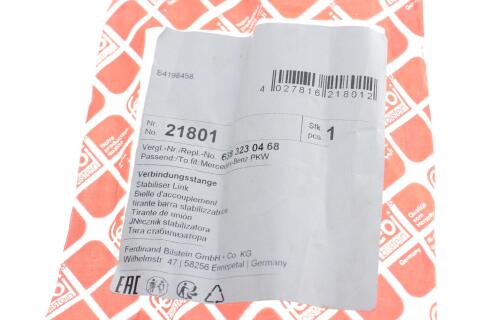 B4198458
4 027816 218012
Nr.
No. 21801
Stk.
pcs. 1
Vergl.-Nr./Repl.-No. 638 323 04 68
Passend:/To fit:Mercedes-Benz PKW
Verbindungsstange
Stabiliser Link
Bielle d'accouplement
tirante barra stabilizzatrice
Tirante de unión
JNącznik stabilizatora
Тяга стабилизатора
Ferdinand Bilstein GmbH + Co. KG
Wilhelmstr. 47 | 58256 Ennepetal | Germany
EAC